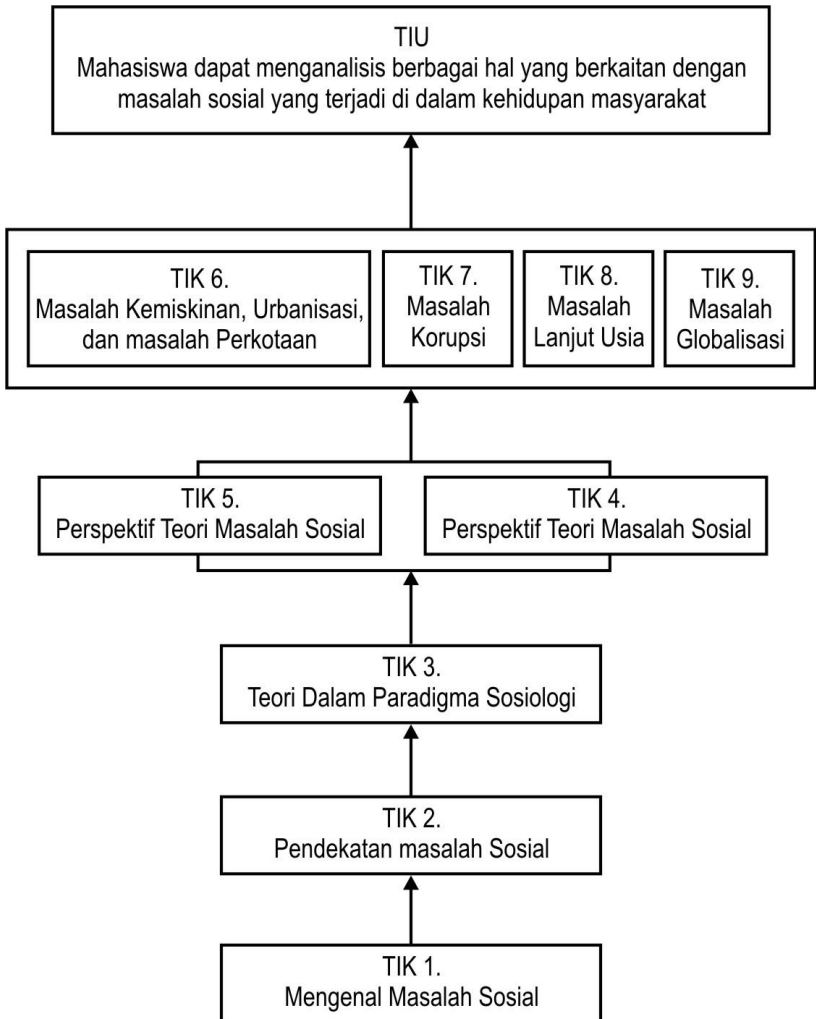 TIU
Mahasiswa dapat menganalisis berbagai hal yang berkaitan dengan
masalah sosial yang terjadi di dalam kehidupan masyarakat
TIK 6.
Masalah Kemiskinan, Urbanisasi,
dan masalah Perkotaan
TIK 7.
Masalah
Korupsi
TIK 8.
Masalah
Lanjut Usia
TIK 9.
Masalah
Globalisasi
TIK 5.
Perspektif Teori Masalah Sosial
TIK 4.
Perspektif Teori Masalah Sosial
TIK 3.
Teori Dalam Paradigma Sosiologi
TIK 2.
Pendekatan masalah Sosial
TIK 1.
Mengenal Masalah Sosial